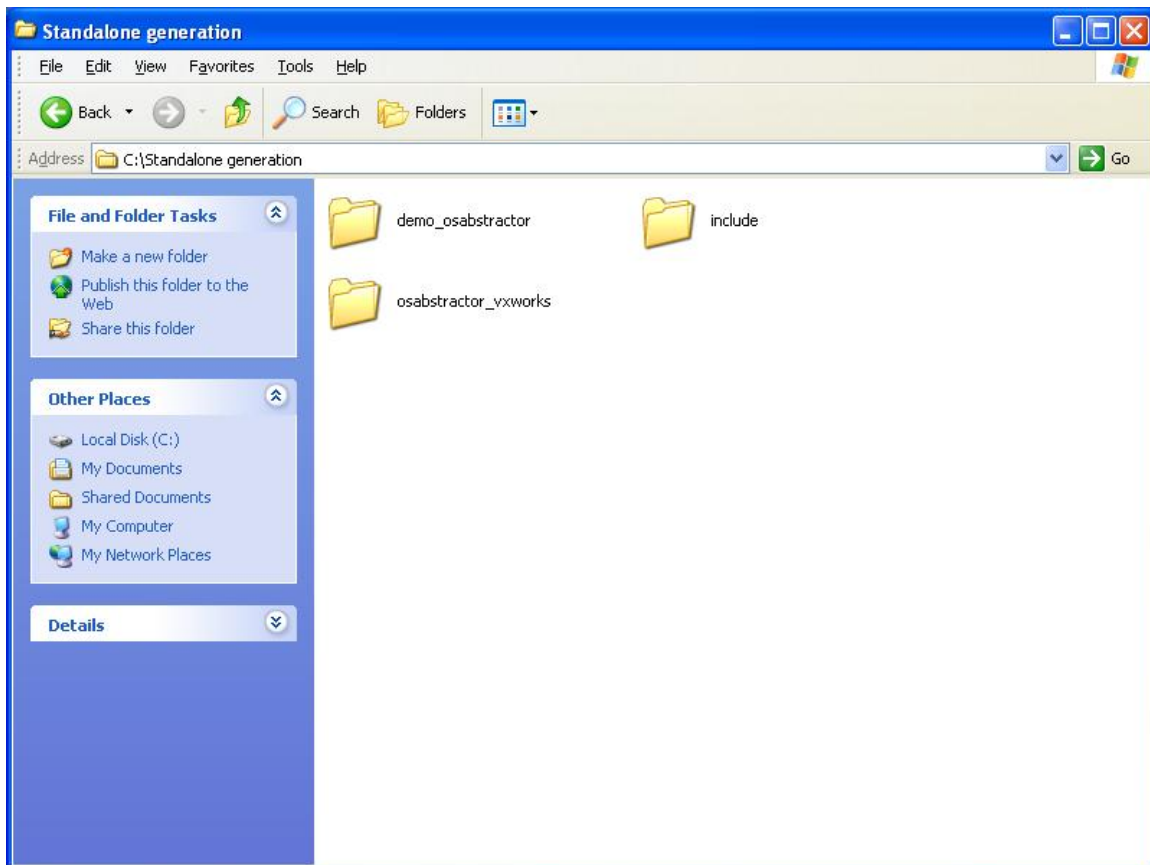 Standalone generation
File Edit View Favorites Tools Help
Back Search Folders
Address C:\Standalone generation Go
File and Folder Tasks
Make a new folder
Publish this folder to the
Web
Share this folder
Other Places
Local Disk (C:)
My Documents
Shared Documents
My Computer
My Network Places
Details
demo_osabstractor include
osabstractor_vxworks